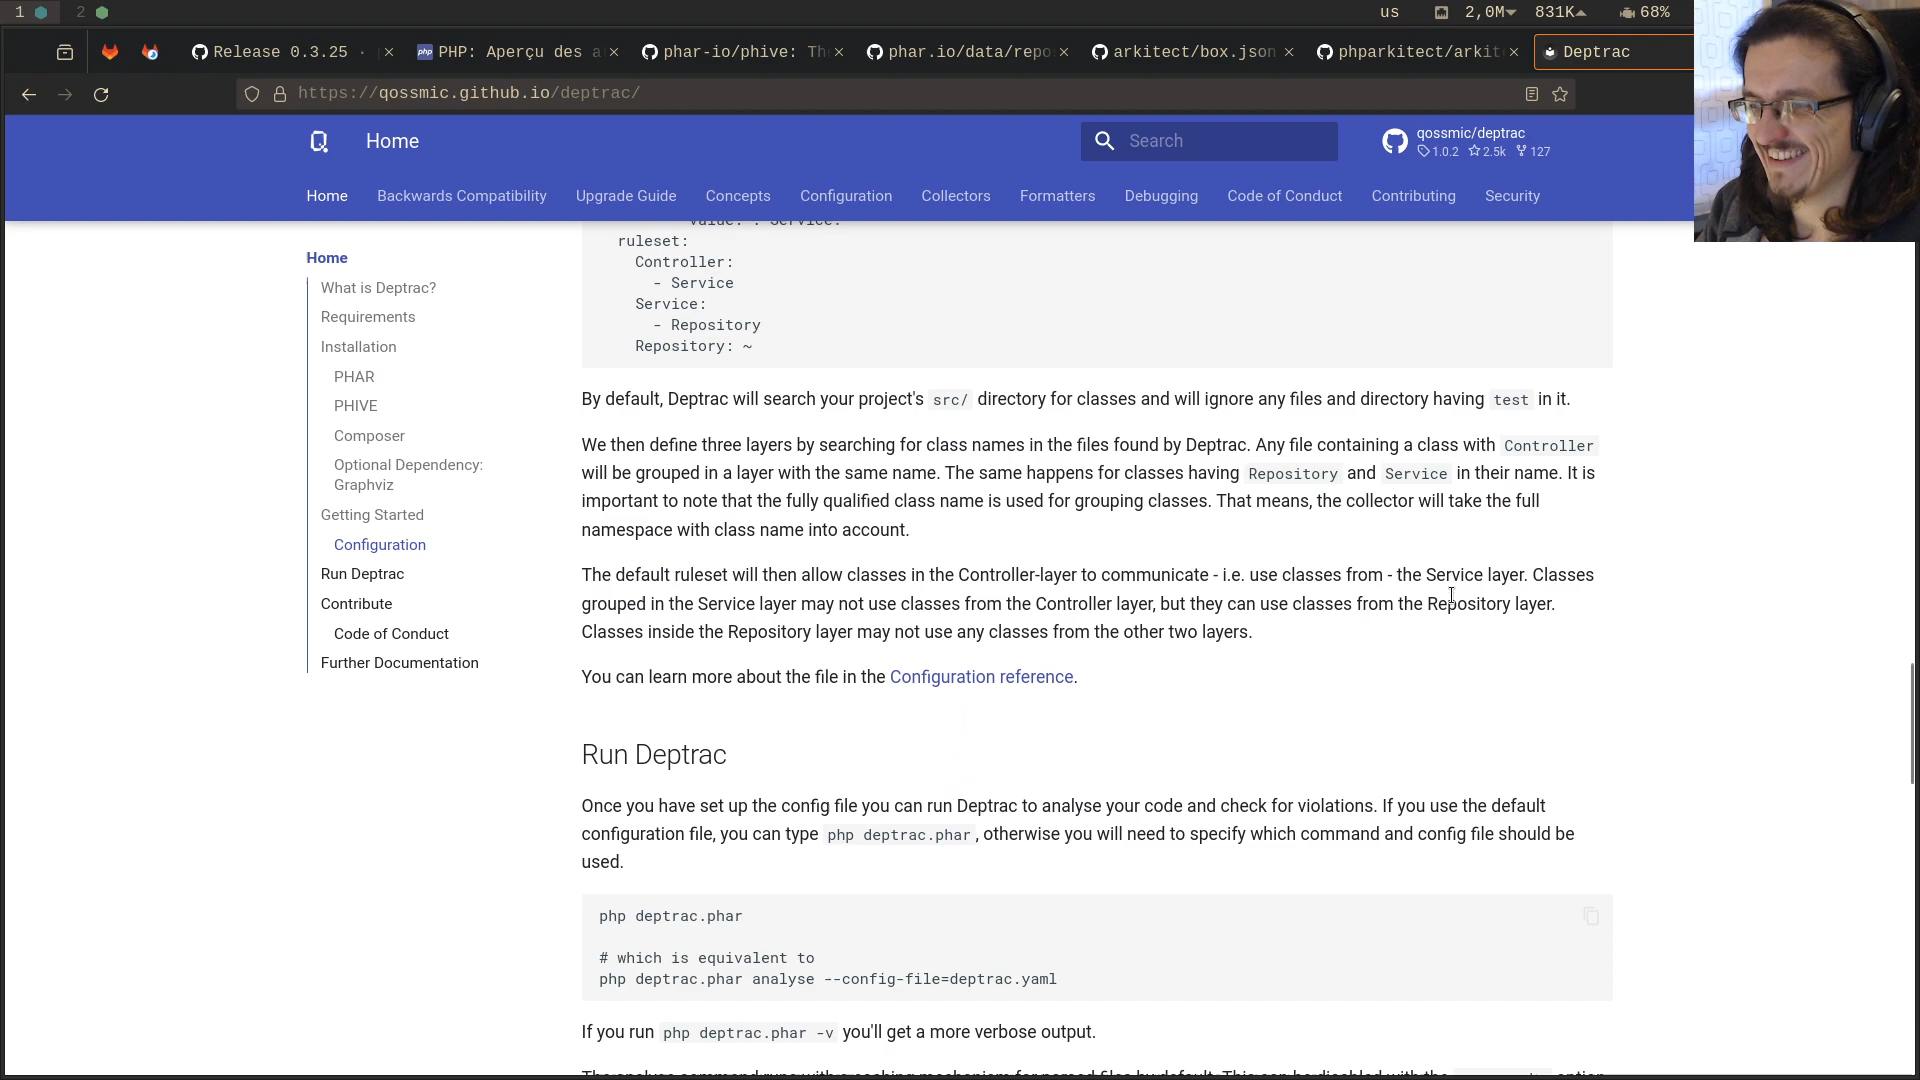 1 2 us 2,0M 831K 68%
Release 0.3.25 · PHP: Aperçu des a phar-io/phive: Th phar.io/data/repo arkitect/box.json phparkitect/arkit Deptrac
https://qossmic.github.io/deptrac/
Home Search qossmic/deptrac
1.0.2 2.5k 127
Home Backwards Compatibility Upgrade Guide Concepts Configuration Collectors Formatters Debugging Code of Conduct Contributing Security
Home
What is Deptrac?
Requirements
Installation
PHAR
PHIVE
Composer
Optional Dependency:
Graphviz
Getting Started
Configuration
Run Deptrac
Contribute
Code of Conduct
Further Documentation
ruleset:
Controller:
- Service
Service:
- Repository
Repository: ~
By default, Deptrac will search your project's src/ directory for classes and will ignore any files and directory having test in it.
We then define three layers by searching for class names in the files found by Deptrac. Any file containing a class with Controller
will be grouped in a layer with the same name. The same happens for classes having Repository and Service in their name. It is
important to note that the fully qualified class name is used for grouping classes. That means, the collector will take the full
namespace with class name into account.
The default ruleset will then allow classes in the Controller-layer to communicate - i.e. use classes from - the Service layer. Classes
grouped in the Service layer may not use classes from the Controller layer, but they can use classes from the Repository layer.
Classes inside the Repository layer may not use any classes from the other two layers.
You can learn more about the file in the Configuration reference.
Run Deptrac
Once you have set up the config file you can run Deptrac to analyse your code and check for violations. If you use the default
configuration file, you can type php deptrac.phar, otherwise you will need to specify which command and config file should be
used.
php deptrac.phar
# which is equivalent to
php deptrac.phar analyse --config-file=deptrac.yaml
If you run php deptrac.phar -v you'll get a more verbose output.